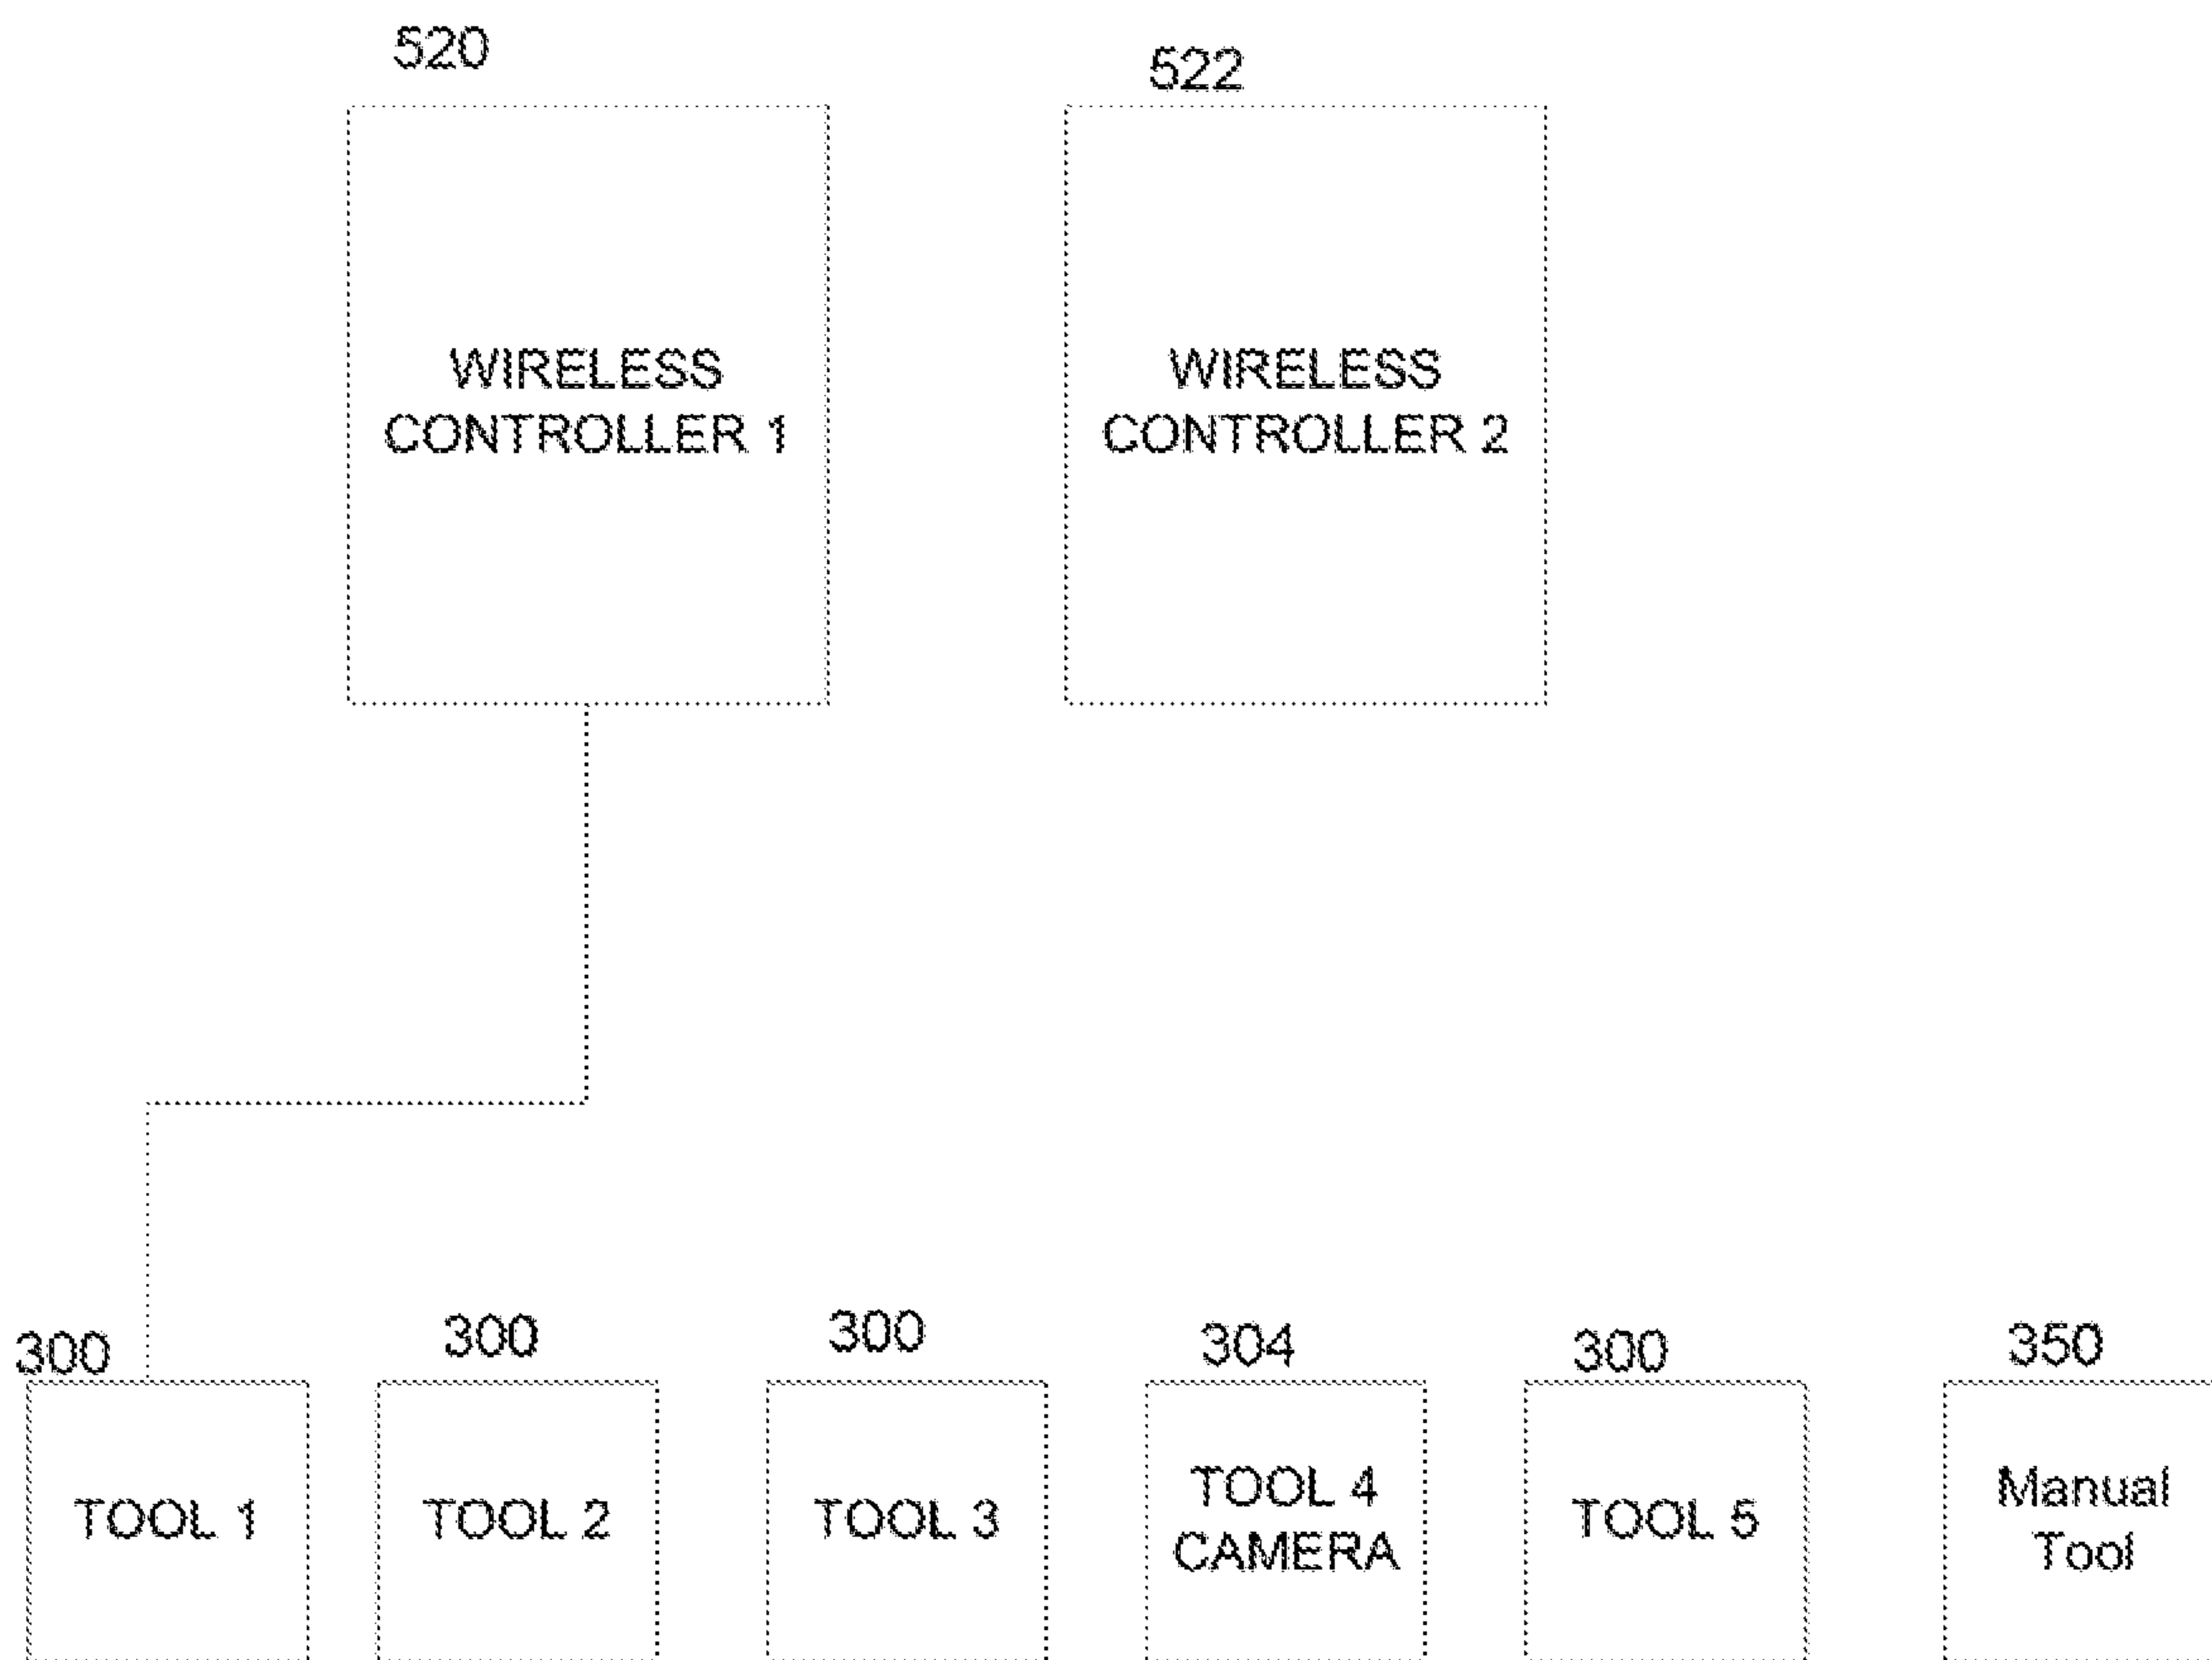 520
522
WIRELESS
CONTROLLER 1
WIRELESS
CONTROLLER 2
300
300
300
304
300
350
TOOL 1
TOOL 2
TOOL 3
TOOL 4
CAMERA
TOOL 5
Manual
Tool